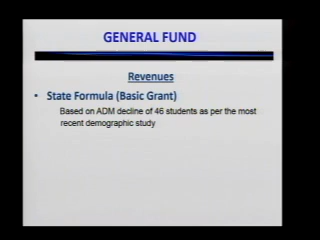 GENERAL FUND
Revenues
• State Formula (Basic Grant)
Based on ADM decline of 46 students as per the most
recent demographic study